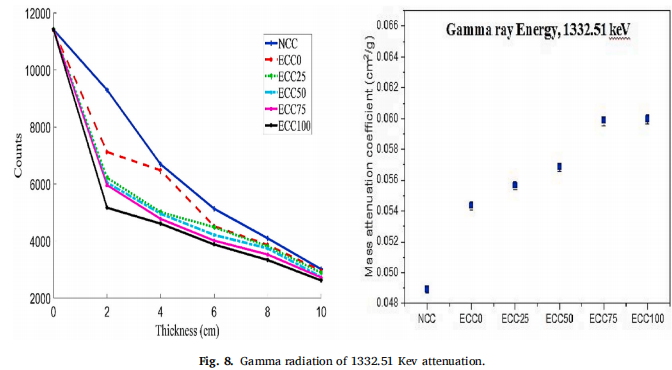 12000
10000
8000
6000
4000
2000
0
2
4
6
8
10
Counts
Thickness (cm)
NCC
ECC0
ECC25
ECC50
ECC75
ECC100
Gamma ray Energy, 1332.51 keV
Mass attenuation coefficient (cm²/g)
0.066
0.064
0.062
0.060
0.058
0.056
0.054
0.052
0.050
0.048
NCC
ECC0
ECC25
ECC50
ECC75
ECC100
Fig. 8. Gamma radiation of 1332.51 Kev attenuation.